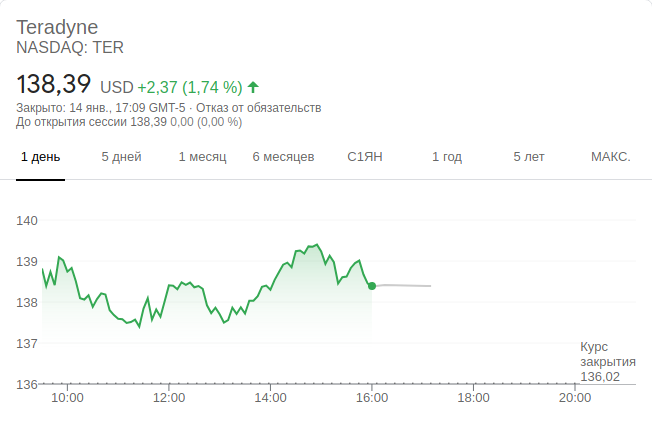 Teradyne
NASDAQ: TER
138,39 USD +2,37 (1,74 %)
Закрыто: 14 янв., 17:09 GMT-5 · Отказ от обязательств
До открытия сессии 138,39 0,00 (0,00 %)
1 день 5 дней 1 месяц 6 месяцев С1ЯН 1 год 5 лет МАКС.
140
139
138
137
136
Курс
закрытия
136,02
10:00 12:00 14:00 16:00 18:00 20:00